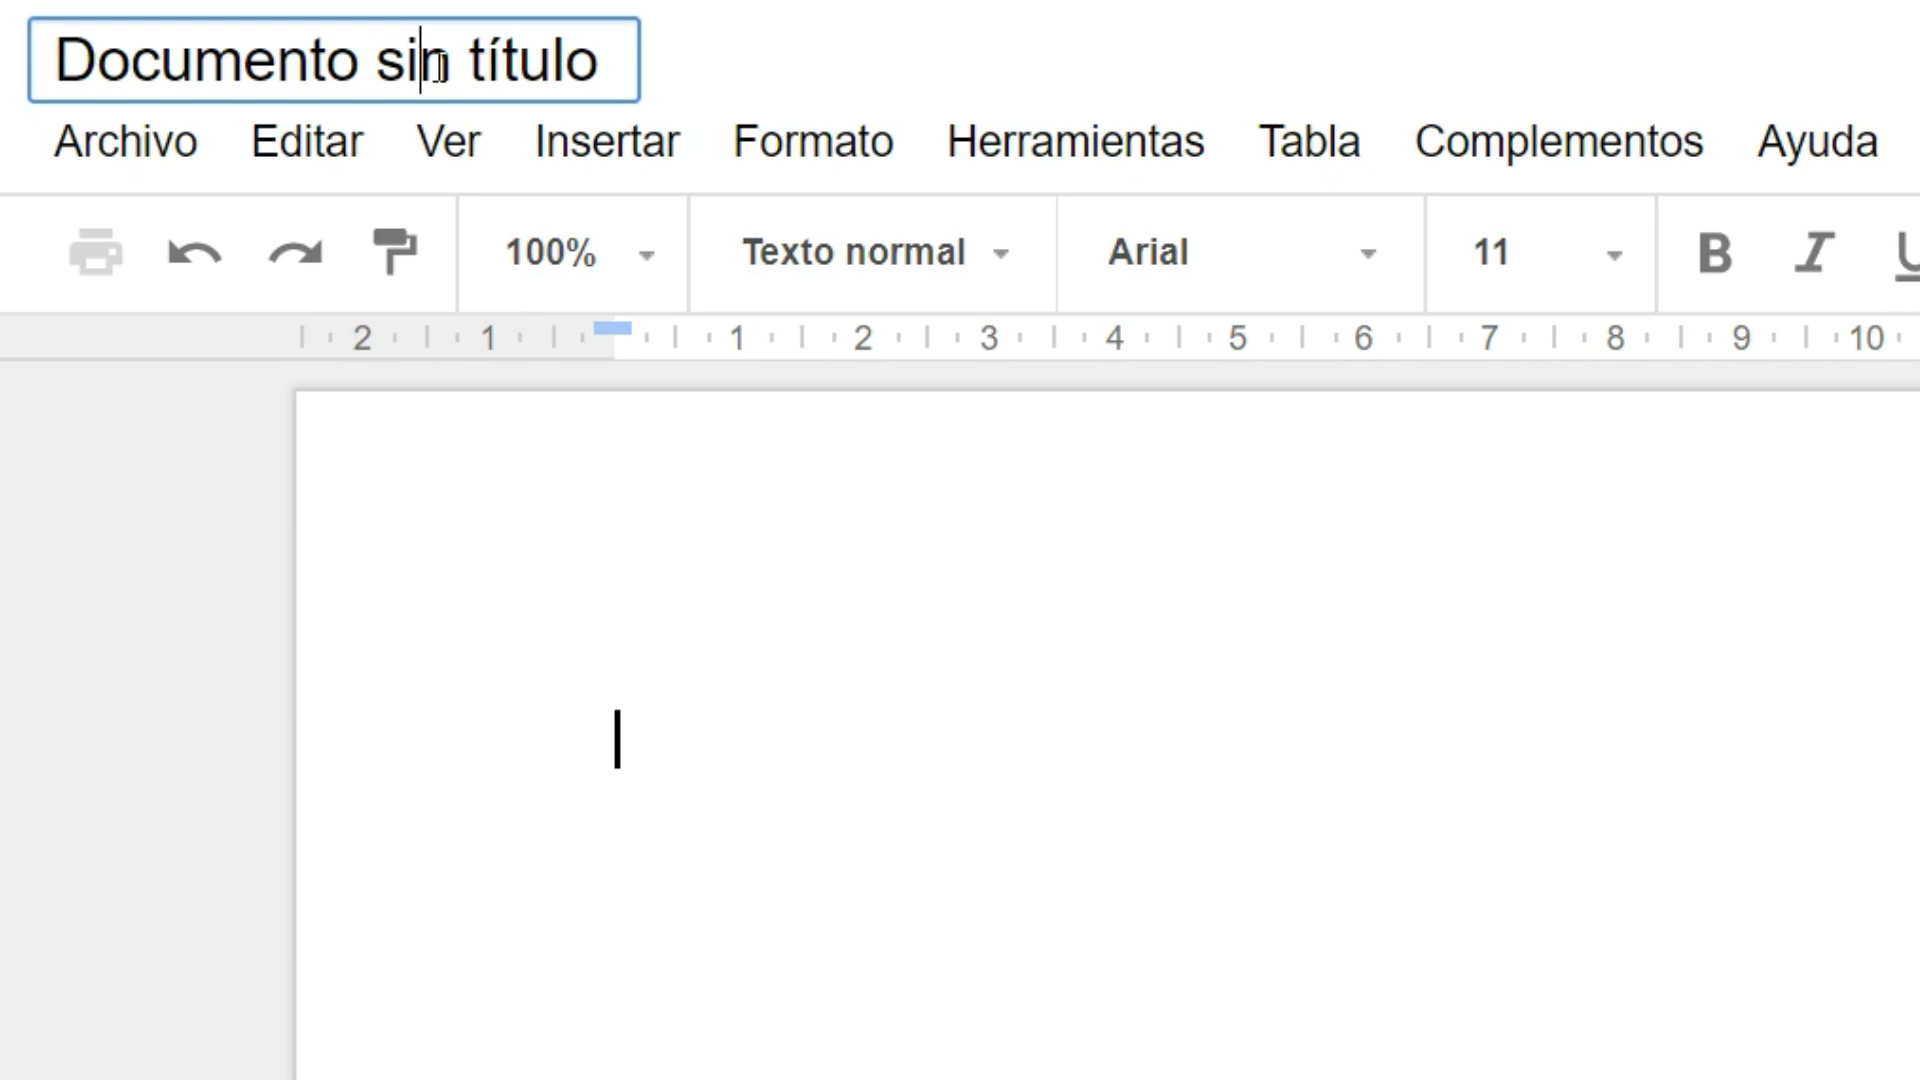 Documento sin título
Archivo Editar Ver Insertar Formato Herramientas Tabla Complementos Ayuda
100% Texto normal Arial 11 B I U
2 1 1 2 3 4 5 6 7 8 9 10